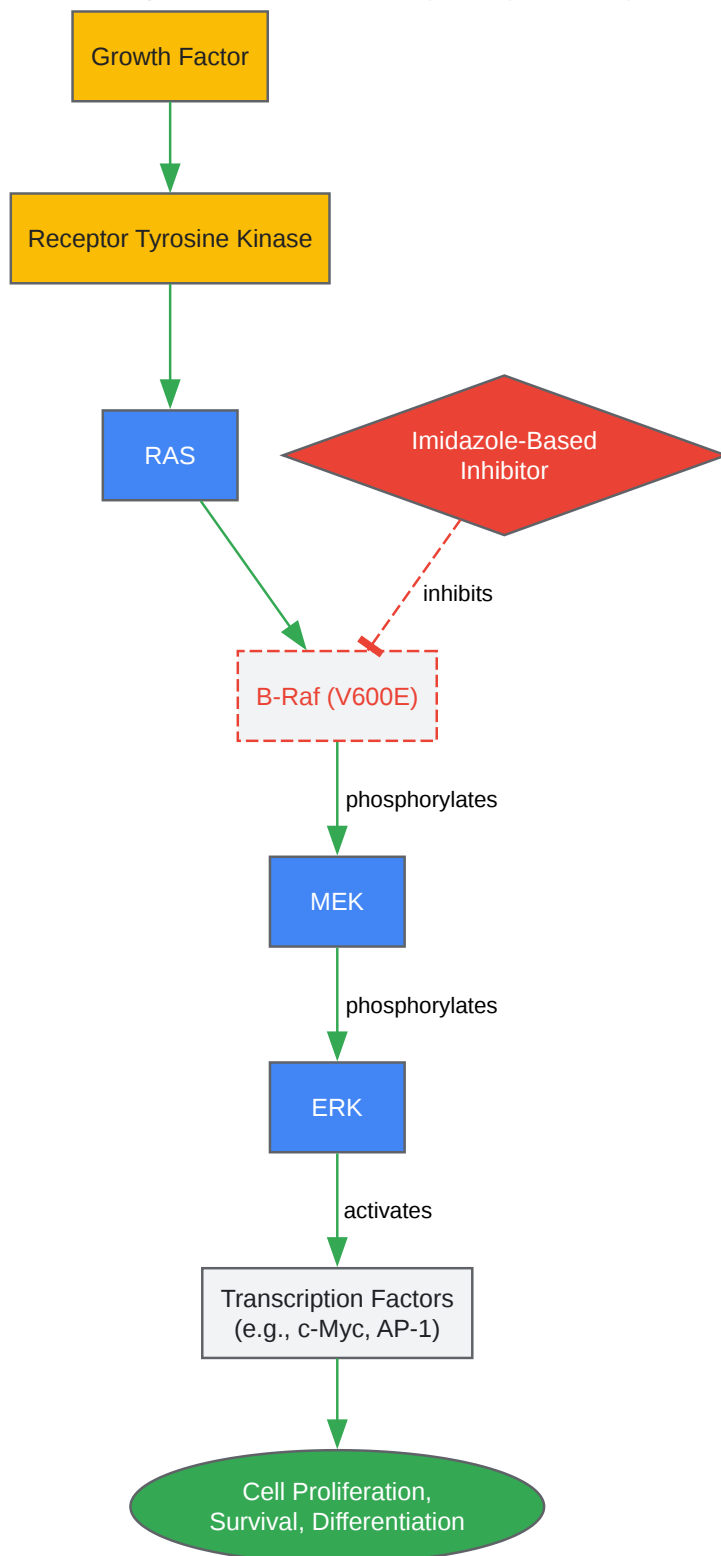 Growth Factor
Receptor Tyrosine Kinase
RAS
Imidazole-Based
Inhibitor
inhibits
B-Raf (V600E)
phosphorylates
MEK
phosphorylates
ERK
activates
Transcription Factors
(e.g., c-Myc, AP-1)
Cell Proliferation,
Survival, Differentiation